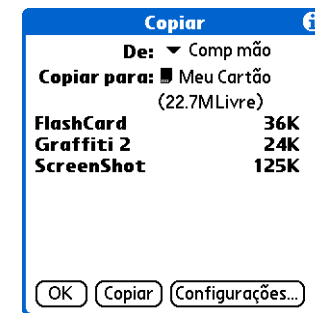 Copiar
De: Comp mão
Copiar para: Meu Cartão
(22.7MLivre)
FlashCard 36K
Graffiti 2 24K
ScreenShot 125K
OK Copiar Configurações...